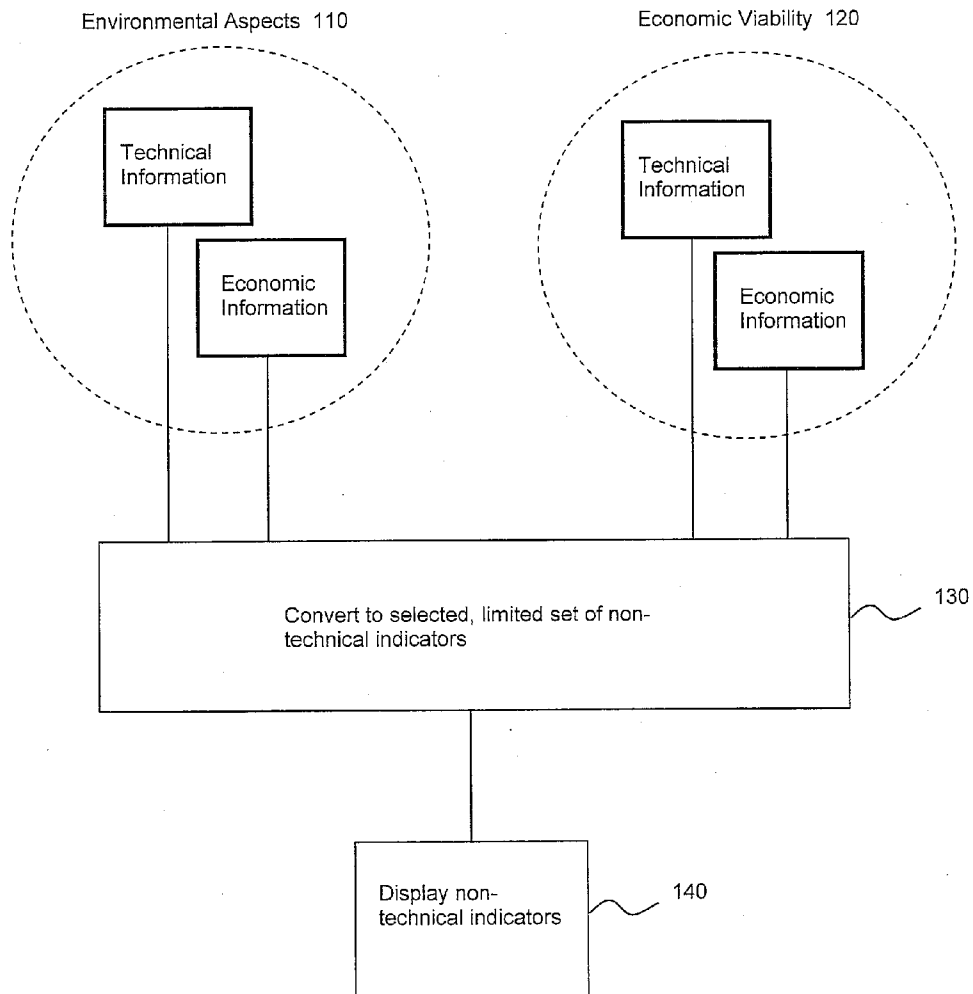 Environmental Aspects 110
Economic Viability 120
Technical
Information
Economic
Information
Technical
Information
Economic
Information
Convert to selected, limited set of non-
technical indicators
130
Display non-
technical indicators
140